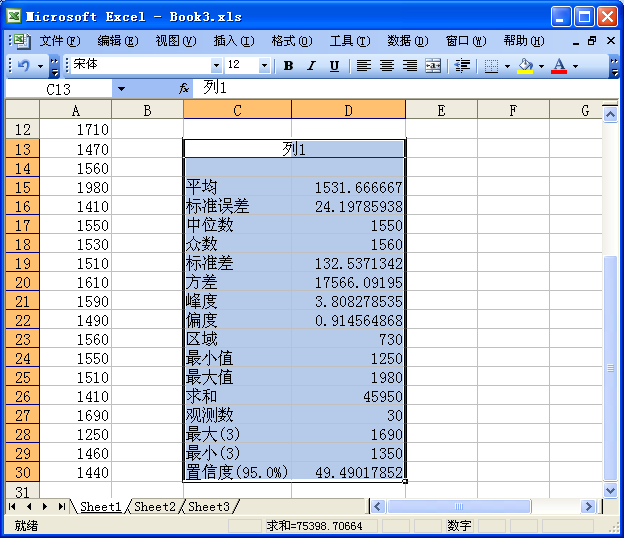 Microsoft Excel - Book3.xls
文件(F) 编辑(E) 视图(V) 插入(I) 格式(O) 工具(T) 数据(D) 窗口(W) 帮助(H)
宋体 12 B I U A
C13 fx 列1
A B C D E F G
12 1710
13 1470 列1
14 1560
15 1980 平均 1531.666667
16 1410 标准误差 24.19785938
17 1550 中位数 1550
18 1530 众数 1560
19 1510 标准差 132.5371342
20 1610 方差 17566.09195
21 1590 峰度 3.808278535
22 1490 偏度 0.914564868
23 1560 区域 730
24 1550 最小值 1250
25 1510 最大值 1980
26 1410 求和 45950
27 1690 观测数 30
28 1250 最大(3) 1690
29 1460 最小(3) 1350
30 1440 置信度(95.0%) 49.49017852
31
Sheet1 Sheet2 Sheet3
就绪 求和=75398.70664 数字